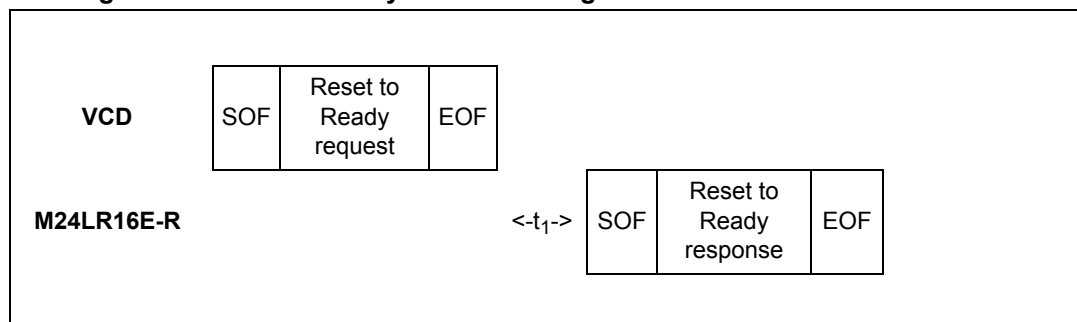 VCD
SOF
Reset to
Ready
request
EOF
M24LR16E-R
<-t1->
SOF
Reset to
Ready
response
EOF